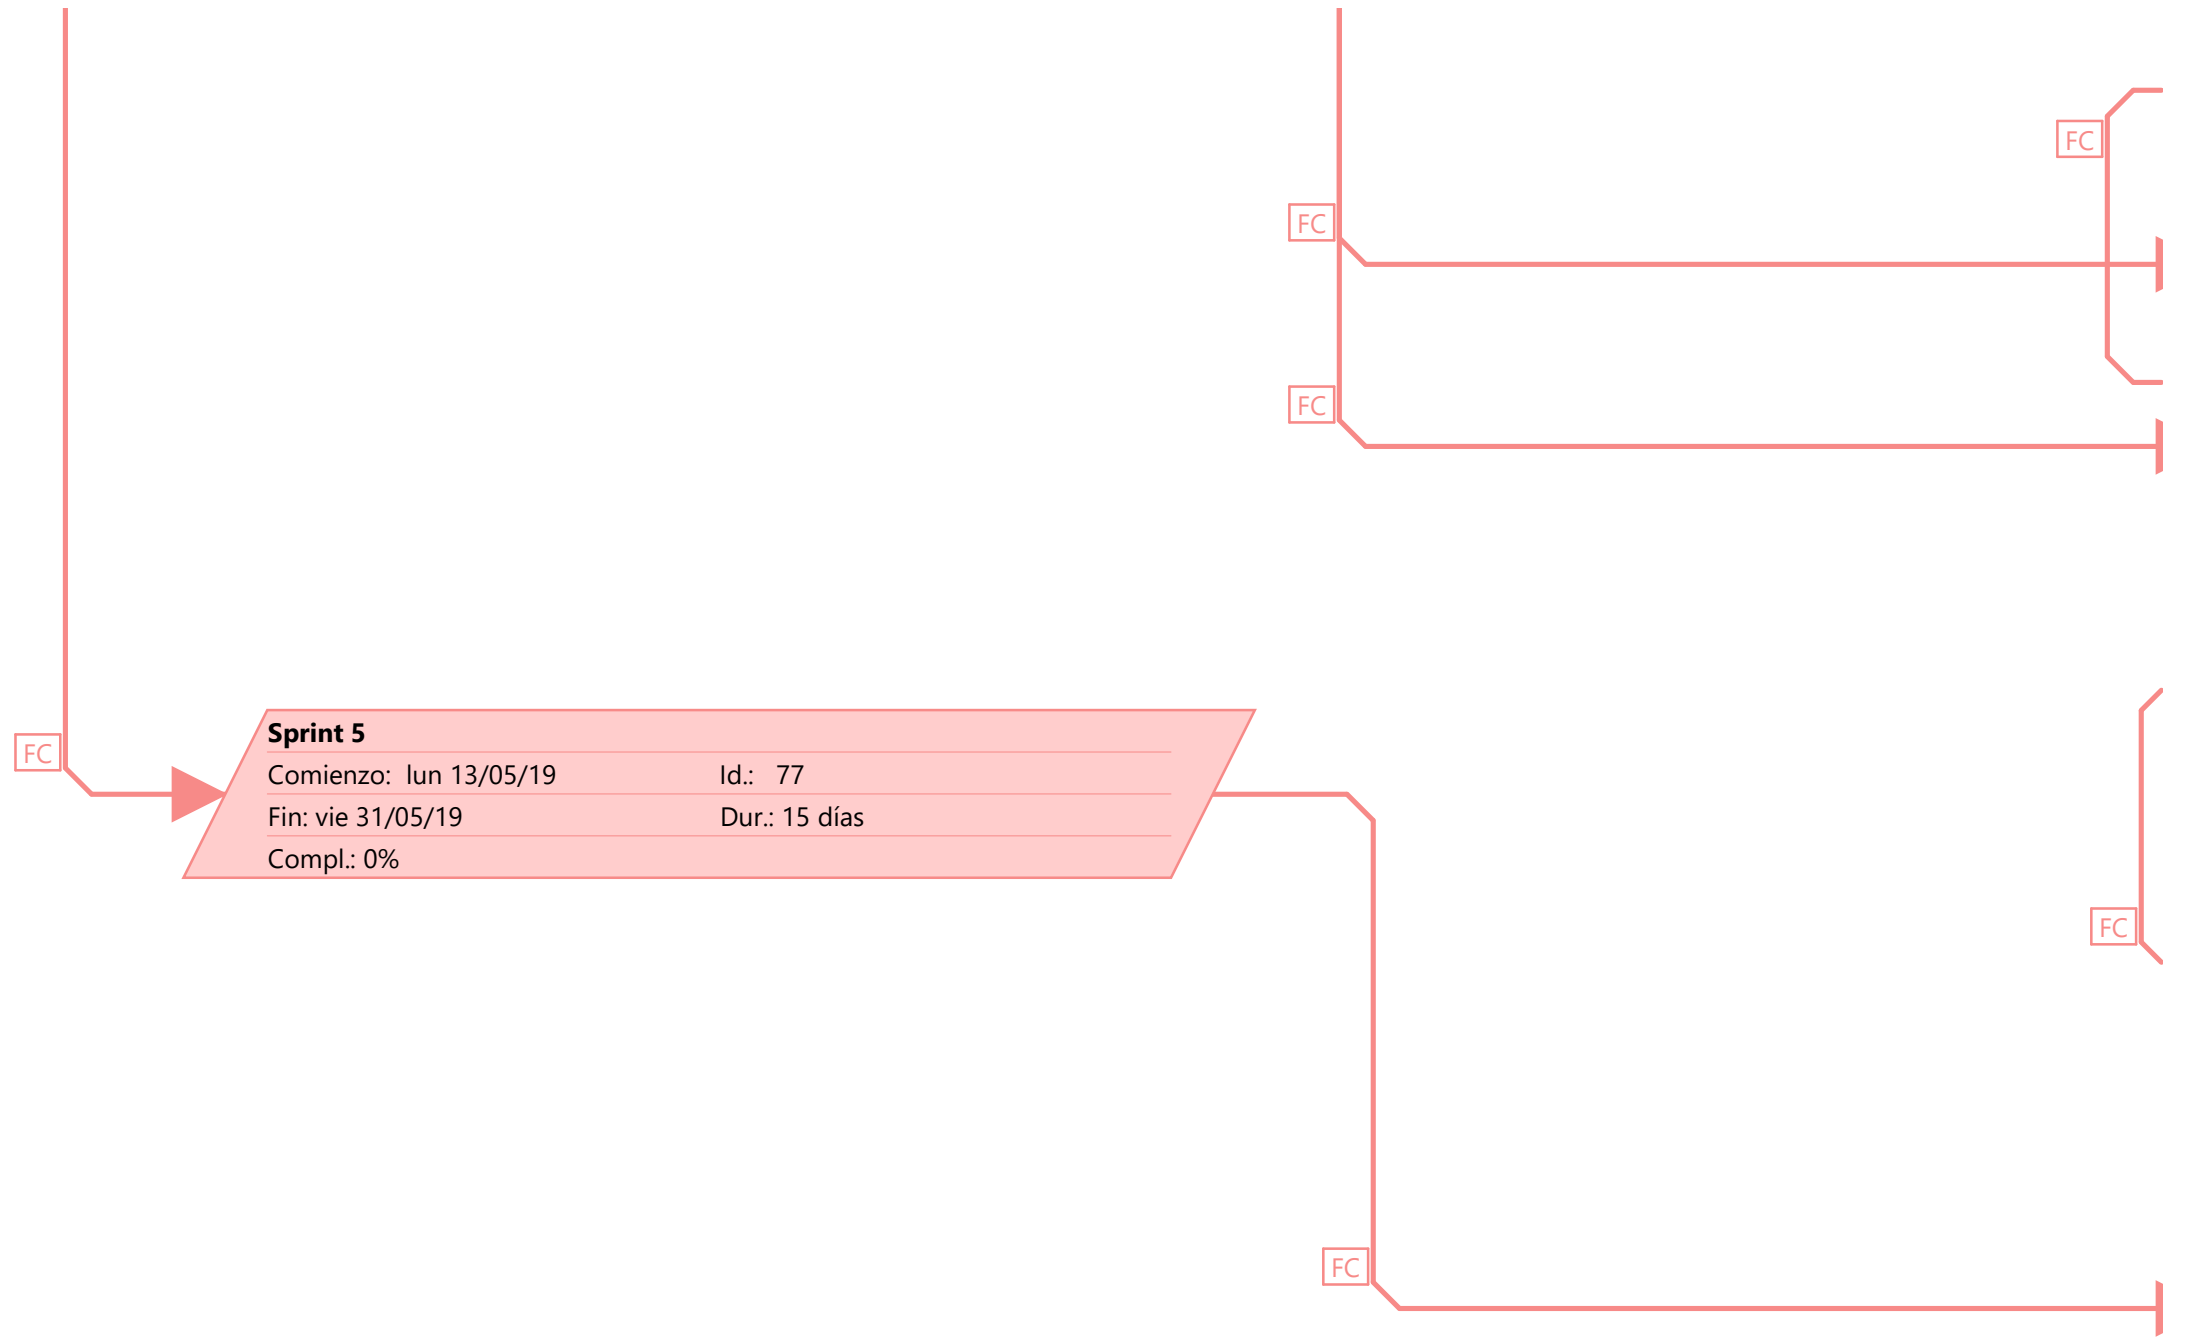 FC
FC
FC
Sprint 5
FC
Comienzo: lun 13/05/19 Id.: 77
Fin: vie 31/05/19 Dur.: 15 días
Compl.: 0%
FC
FC